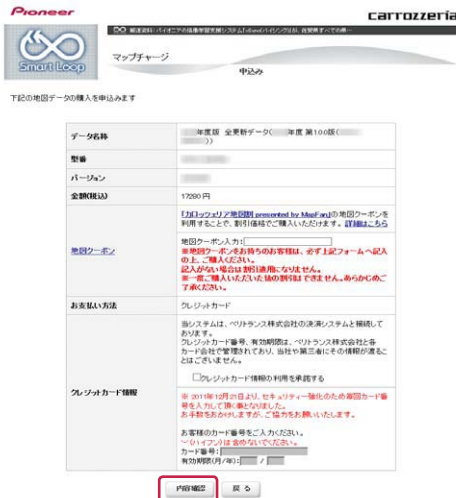 Pioneer
carrozzeria
Smart Loop
マップチャージ
申込み
下記の地図データの購入を申込みます
データ名称
年度版 全更新データ( 年度 第1.0.0版(
))
型番
バージョン
金額(税込)
17280 円
地図クーポン
「カロッツェリア地図割 presented by MapFan」の地図クーポンを
利用することで、割引価格でご購入いただけます。詳細はこちら
地図クーポン入力:
※地図クーポンをお持ちのお客様は、必ず上記フォームへ記入
の上、ご購入ください。
記入がない場合は割引適用になりません。
※一度ご購入いただいた後の割引はできません。あらかじめご
了承ください。
お支払い方法
クレジットカード
クレジットカード情報
当システムは、ベリトランス株式会社の決済システムと接続して
おります。
クレジットカード番号、有効期限は、ベリトランス株式会社と各
カード会社で管理されており、当社や第三者にその情報が渡るこ
とはございません。
クレジットカード情報の利用を承諾する
※ 2011年12月21日より、セキュリティー強化のため毎回カード番
号を入力して頂く事となりました。
お手数をおかけしますが、ご協力をお願いいたします。
お客様のカード番号をご入力ください。
"-"(ハイフン)は含めないでください。
カード番号:
有効期限(月/年): /
内容確認
戻る